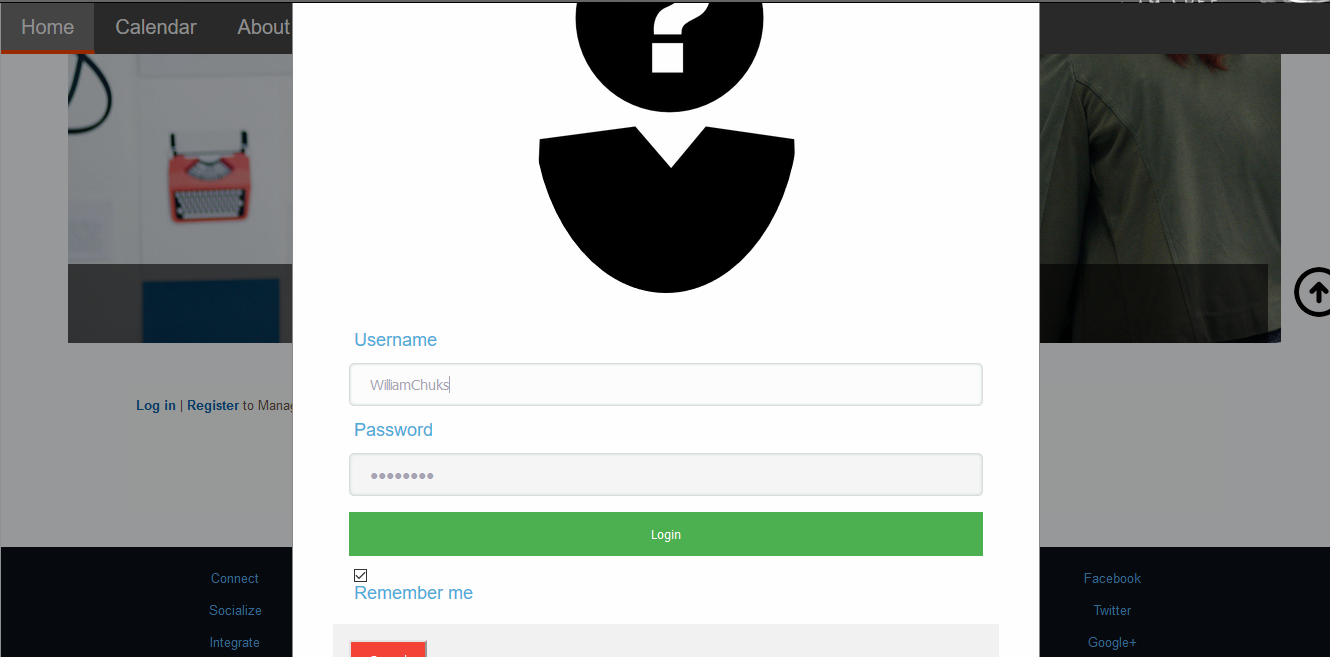 Home Calendar About
?
Username
WilliamChuks
Log in | Register to Manag
Password
••••••••
Login
Remember me
Connect
Socialize
Integrate
Facebook
Twitter
Google+